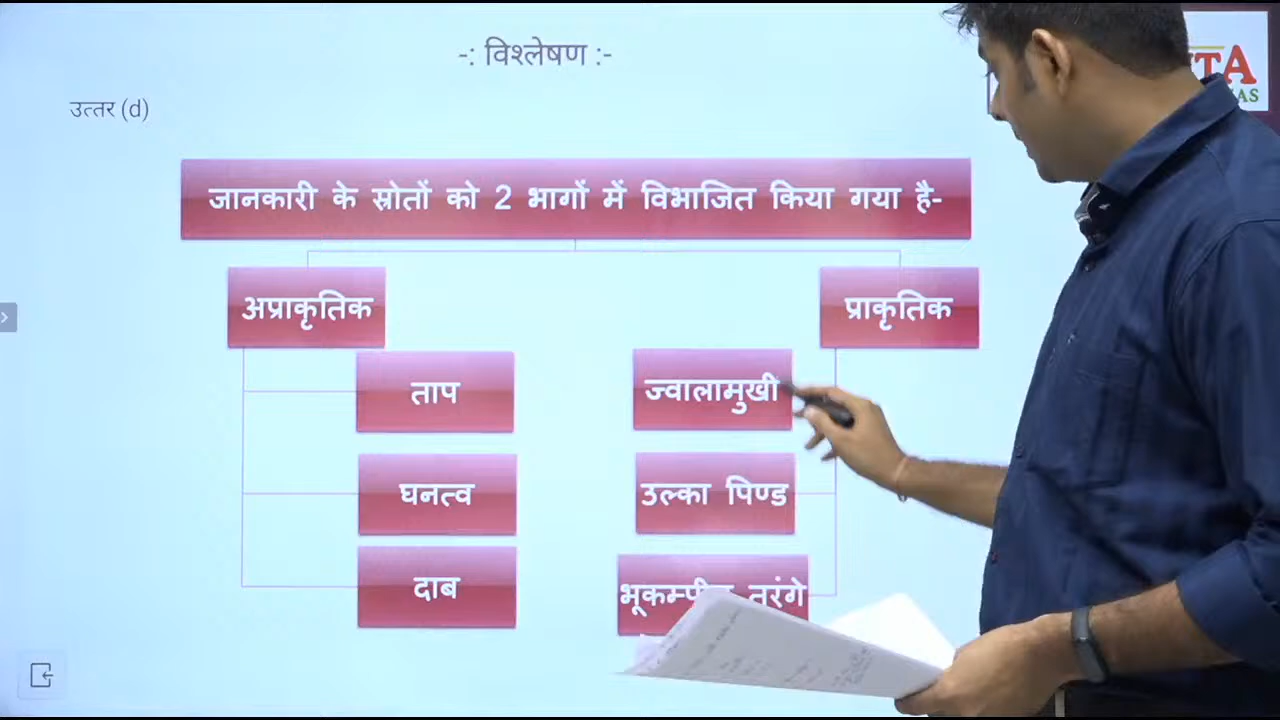 -: विश्लेषण :-
उत्तर (d)
जानकारी के स्रोतों को 2 भागों में विभाजित किया गया है-
अप्राकृतिक
प्राकृतिक
ताप
ज्वालामुखी
घनत्व
उल्का पिण्ड
दाब
तरंगे